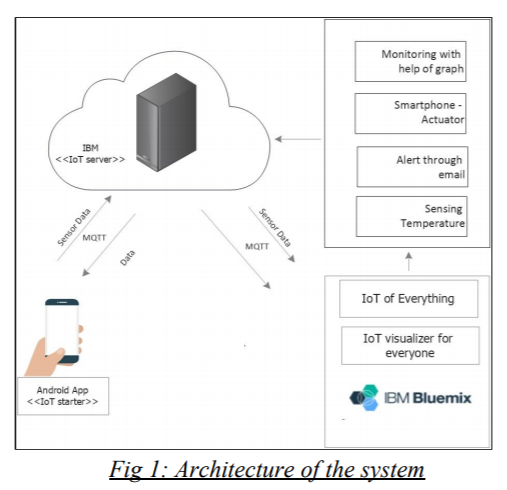 Monitoring with
help of graph
Smartphone -
Actuator
Alert through
email
Sensing
Temperature
IBM
<<IoT server>>
Sensor Data
MQTT
Data
Sensor Data
MQTT
IoT of Everything
IoT visualizer for
everyone
IBM Bluemix
Android App
<<IoT starter>>
Fig 1: Architecture of the system